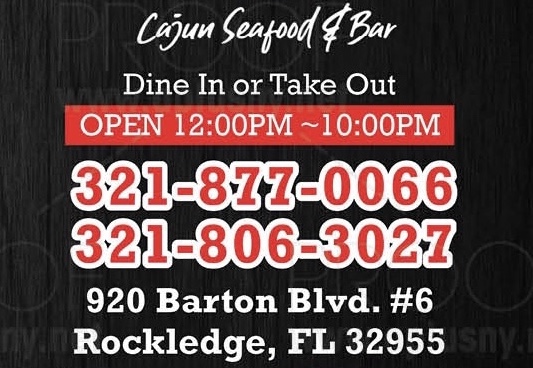 Cajun Seafood & Bar
Dine In or Take Out
OPEN 12:00PM ~10:00PM
321-877-0066
321-806-3027
920 Barton Blvd. #6
Rockledge, FL 32955